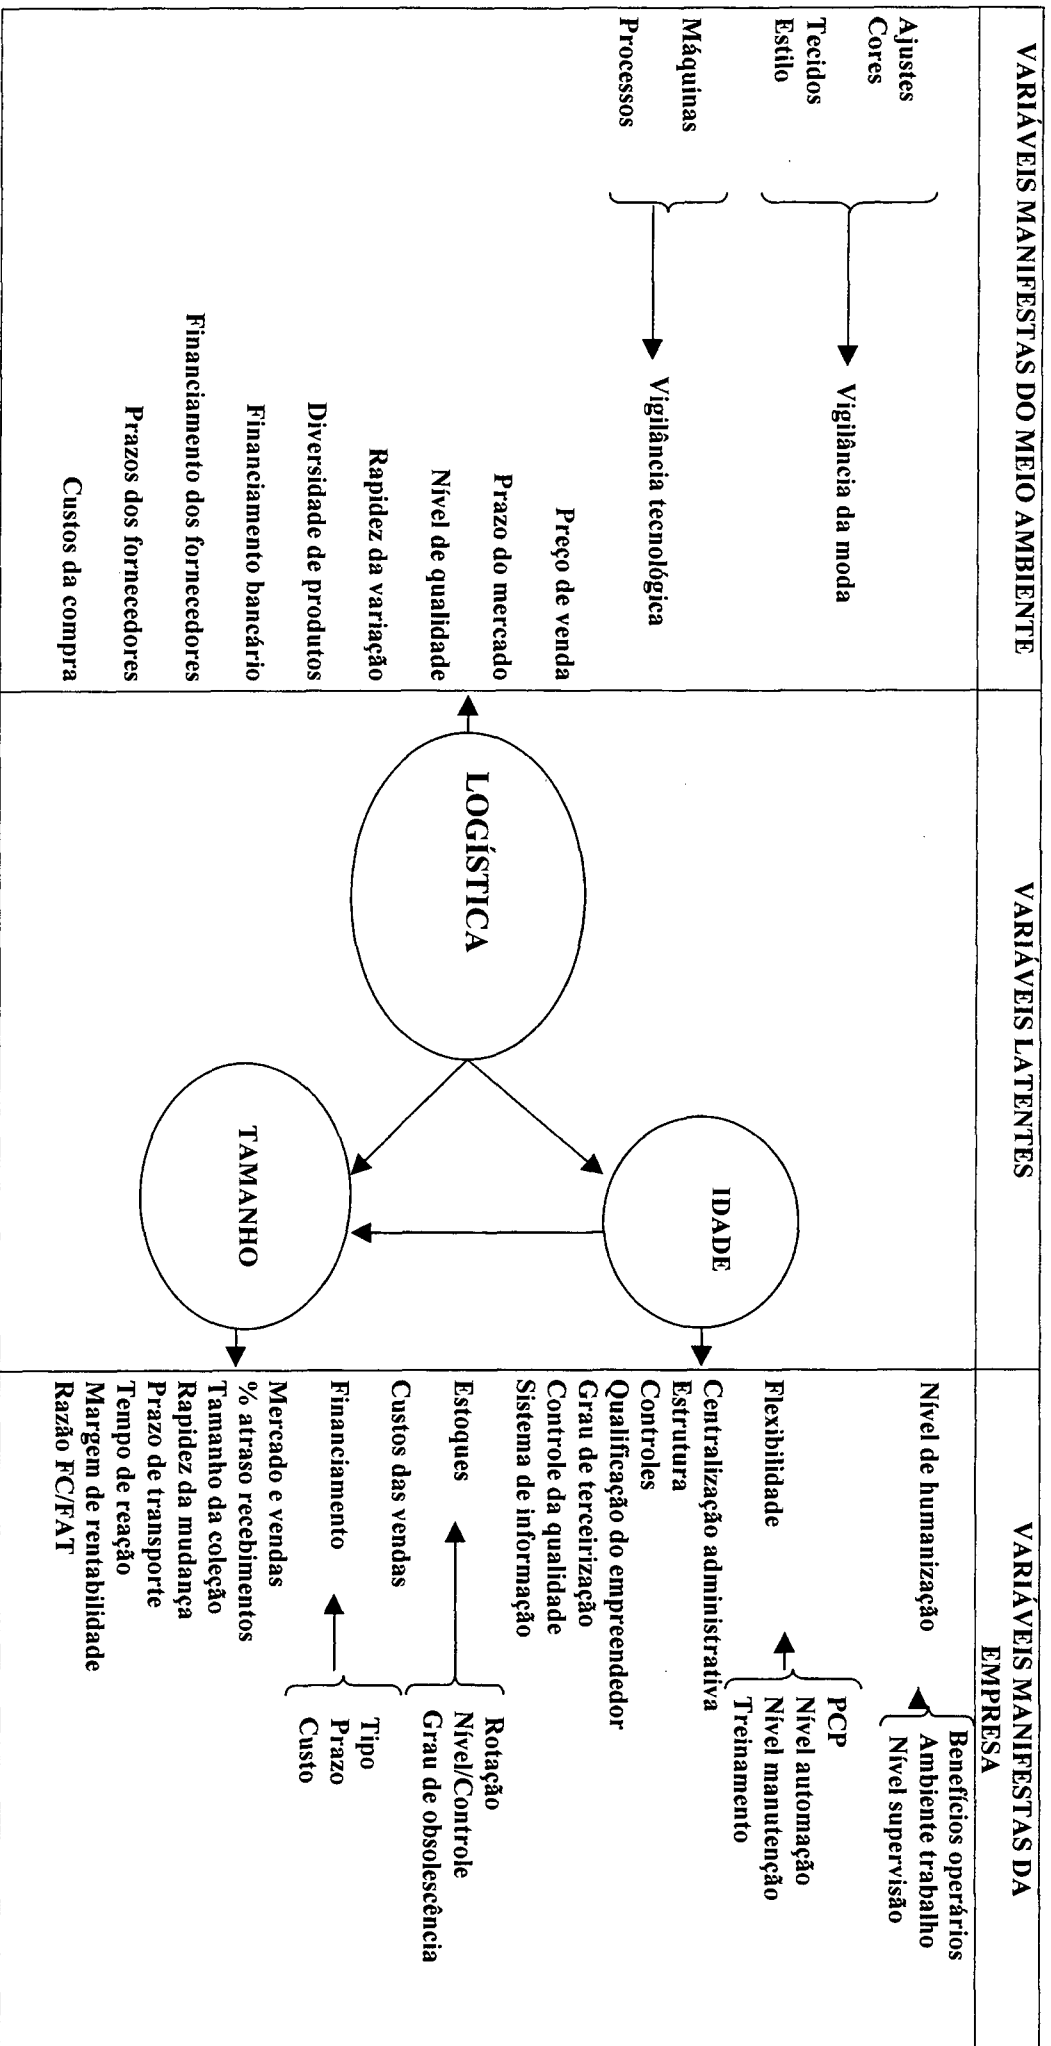 VARIÁVEIS MANIFESTAS DO MEIO AMBIENTE
VARIÁVEIS LATENTES
VARIÁVEIS MANIFESTAS DA
EMPRESA
Ajustes
Cores
Tecidos
Estilo
Vigilância da moda
Máquinas
Processos
Vigilância tecnológica
Preço de venda
Prazo do mercado
Nível de qualidade
Rapidez da variação
Diversidade de produtos
Financiamento bancário
Financiamento dos fornecedores
Prazos dos fornecedores
Custos da compra
LOGÍSTICA
IDADE
TAMANHO
Nível de humanização
Benefícios operários
Ambiente trabalho
Nível supervisão
Flexibilidade
PCP
Nível automação
Nível manutenção
Treinamento
Centralização administrativa
Estrutura
Controles
Qualificação do empreendedor
Grau de terceirização
Controle da qualidade
Sistema de informação
Estoques
Rotação
Nível/Controle
Grau de obsolescência
Custos das vendas
Financiamento
Tipo
Prazo
Custo
Mercado e vendas
% atraso recebimentos
Tamanho da coleção
Rapidez da mudança
Prazo de transporte
Tempo de reação
Margem de rentabilidade
Razão FC/FAT